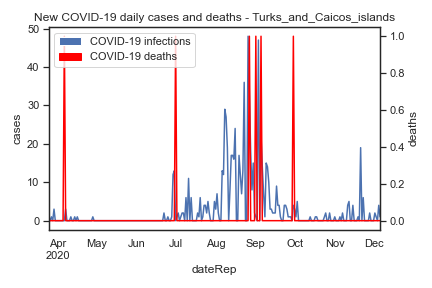 New COVID-19 daily cases and deaths - Turks_and_Caicos_islands
COVID-19 infections
COVID-19 deaths
cases
50
40
30
20
10
0
deaths
1.0
0.8
0.6
0.4
0.2
0.0
Apr May Jun Jul Aug Sep Oct Nov Dec
2020
dateRep